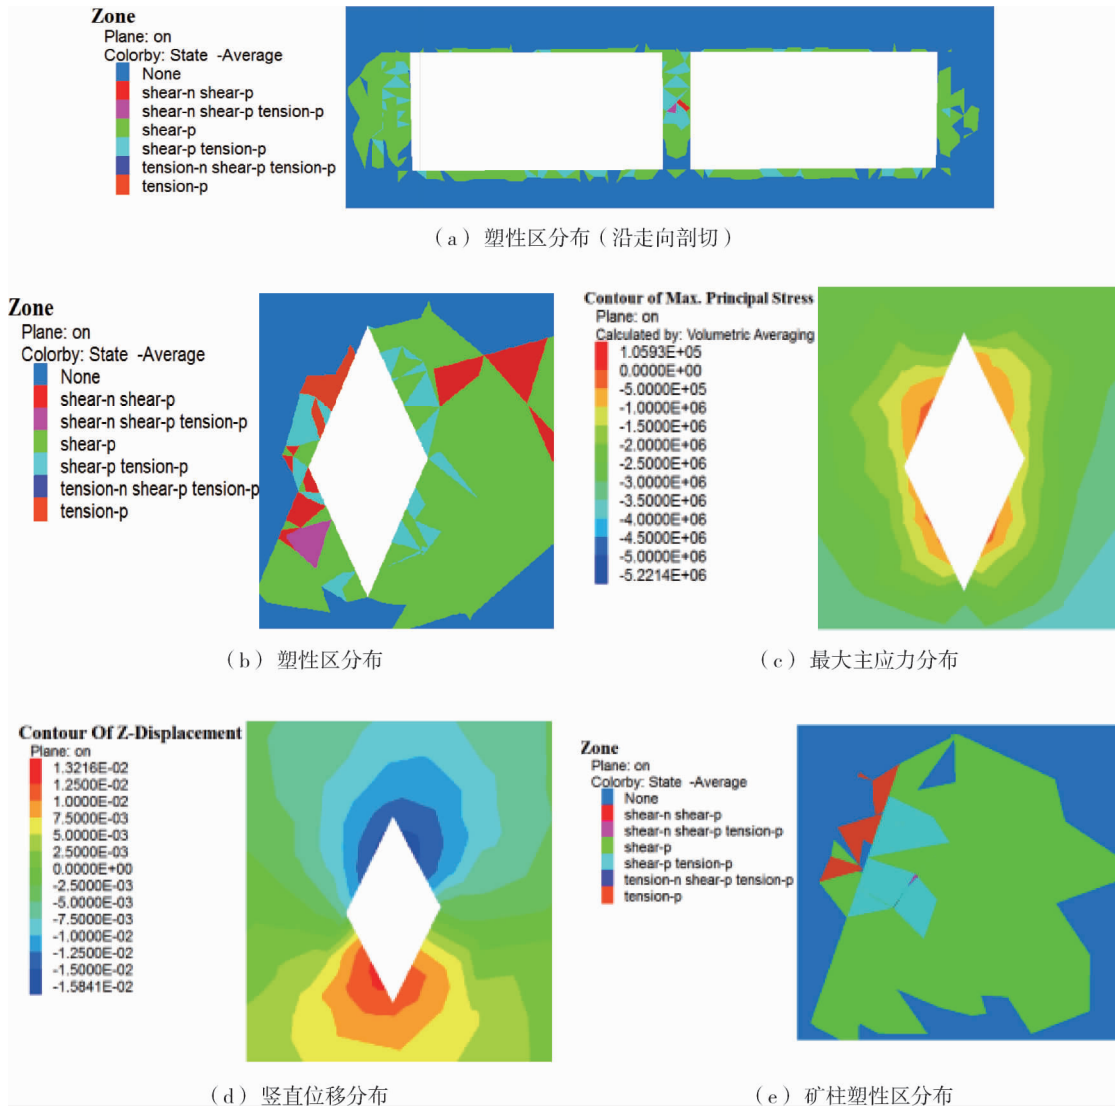 Zone
Plane: on
Colorby: State -Average
None
shear-n shear-p
shear-n shear-p tension-p
shear-p
shear-p tension-p
tension-n shear-p tension-p
tension-p
(a) 塑性区分布(沿走向剖切)
Zone
Plane: on
Colorby: State -Average
None
shear-n shear-p
shear-n shear-p tension-p
shear-p
shear-p tension-p
tension-n shear-p tension-p
tension-p
(b) 塑性区分布
Contour of Max. Principal Stress
Plane: on
Calculated by: Volumetric Averaging
1.0593E+05
0.0000E+00
-5.0000E+05
-1.0000E+06
-1.5000E+06
-2.0000E+06
-2.5000E+06
-3.0000E+06
-3.5000E+06
-4.0000E+06
-4.5000E+06
-5.0000E+06
-5.2214E+06
(c) 最大主应力分布
Contour Of Z-Displacement
Plane: on
1.3216E-02
1.2500E-02
1.0000E-02
7.5000E-03
5.0000E-03
2.5000E-03
0.0000E+00
-2.5000E-03
-5.0000E-03
-7.5000E-03
-1.0000E-02
-1.2500E-02
-1.5000E-02
-1.5841E-02
(d) 竖直位移分布
Zone
Plane: on
Colorby: State -Average
None
shear-n shear-p
shear-n shear-p tension-p
shear-p
shear-p tension-p
tension-n shear-p tension-p
tension-p
(e) 矿柱塑性区分布